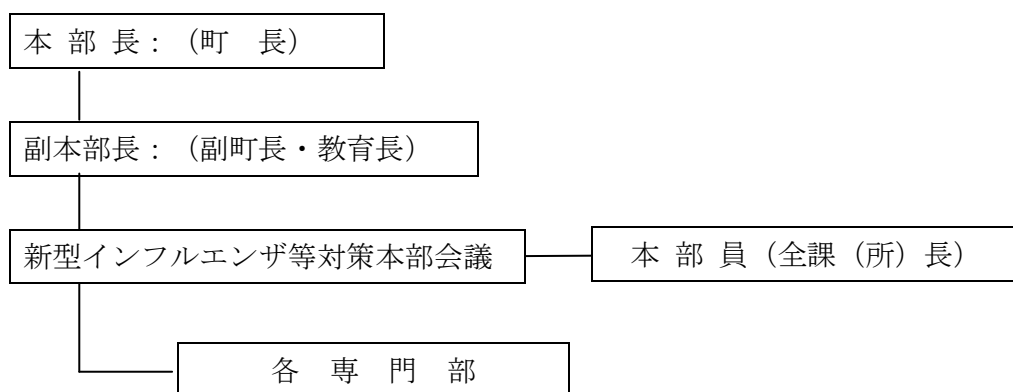 本 部 長：（町　長）
副本部長：（副町長・教育長）
新型インフルエンザ等対策本部会議
本 部 員（全課（所）長）
各　専　門　部